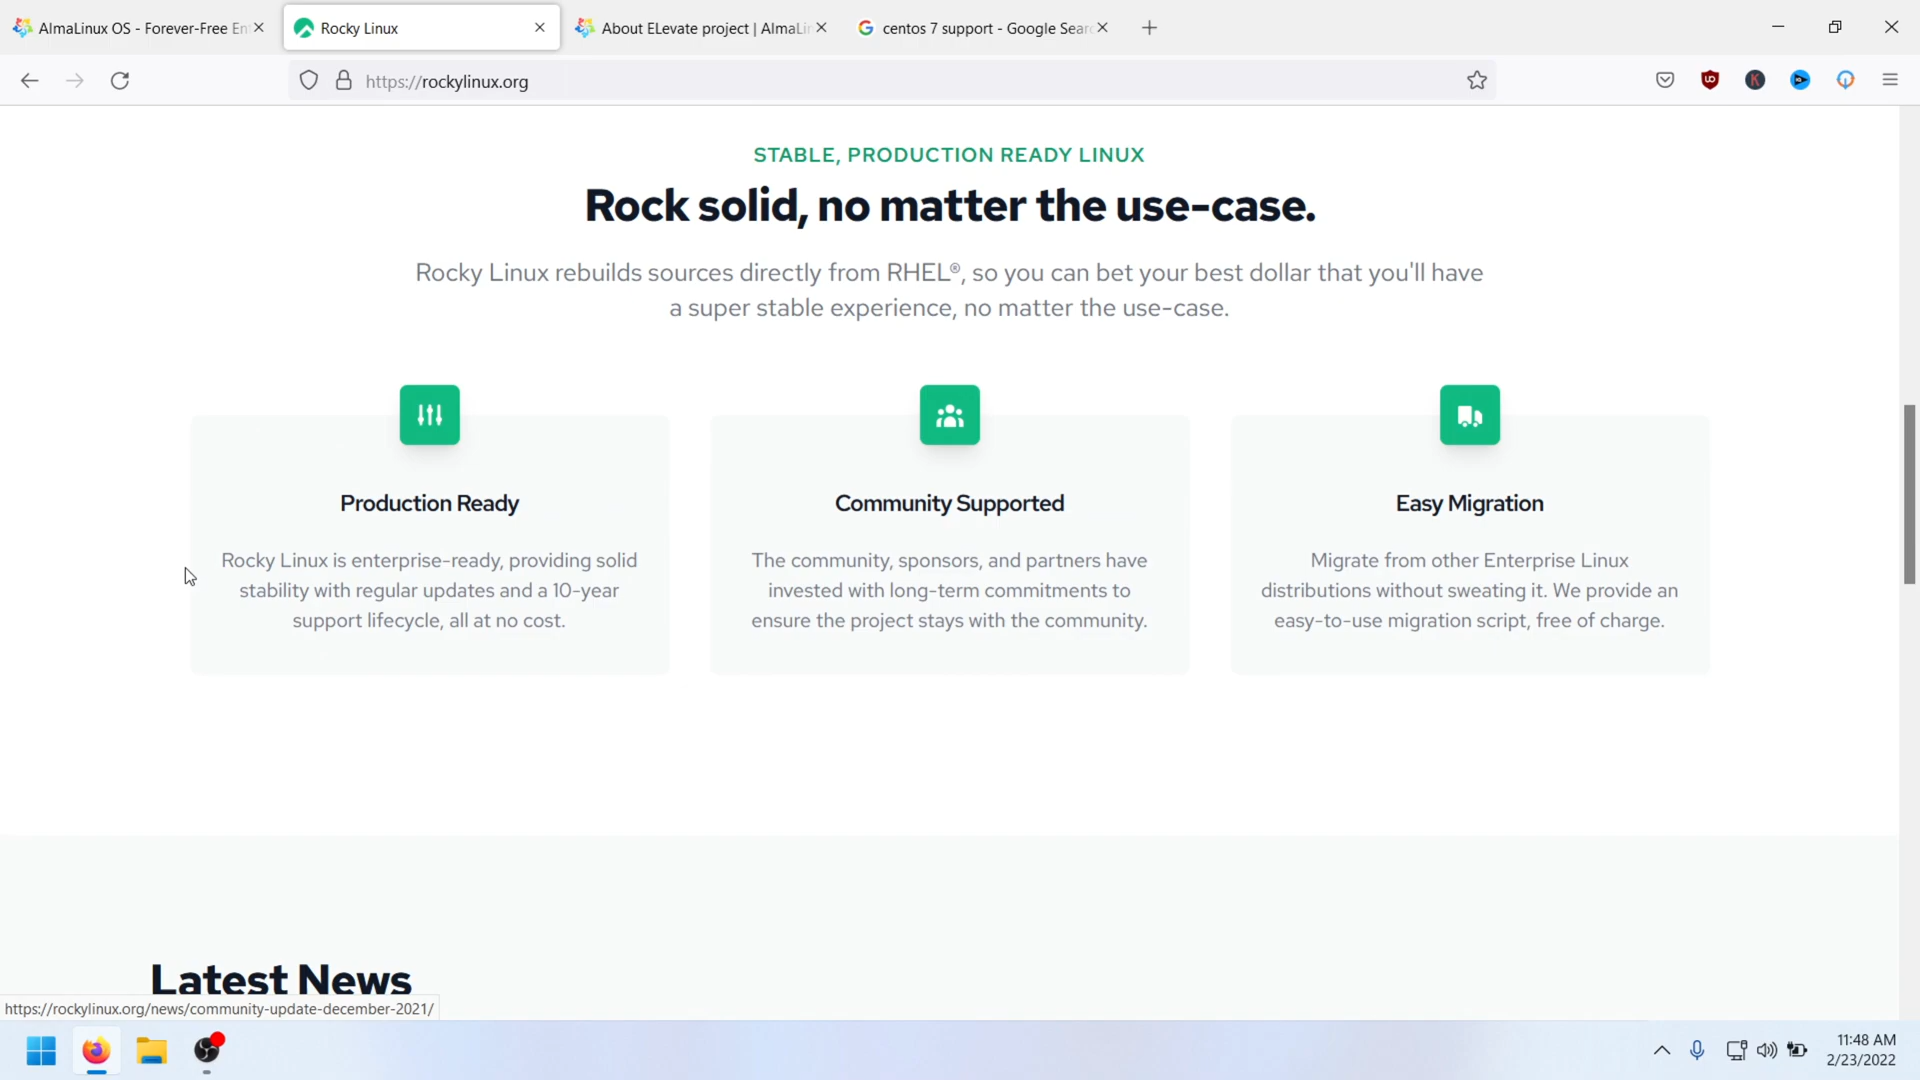 AlmaLinux OS - Forever-Free En
Rocky Linux
About ELevate project | AlmaLi
centos 7 support - Google Sear
https://rockylinux.org
STABLE, PRODUCTION READY LINUX
Rock solid, no matter the use-case.
Rocky Linux rebuilds sources directly from RHEL®, so you can bet your best dollar that you'll have
a super stable experience, no matter the use-case.
Production Ready
Rocky Linux is enterprise-ready, providing solid
stability with regular updates and a 10-year
support lifecycle, all at no cost.
Community Supported
The community, sponsors, and partners have
invested with long-term commitments to
ensure the project stays with the community.
Easy Migration
Migrate from other Enterprise Linux
distributions without sweating it. We provide an
easy-to-use migration script, free of charge.
Latest News
https://rockylinux.org/news/community-update-december-2021/
11:48 AM
2/23/2022